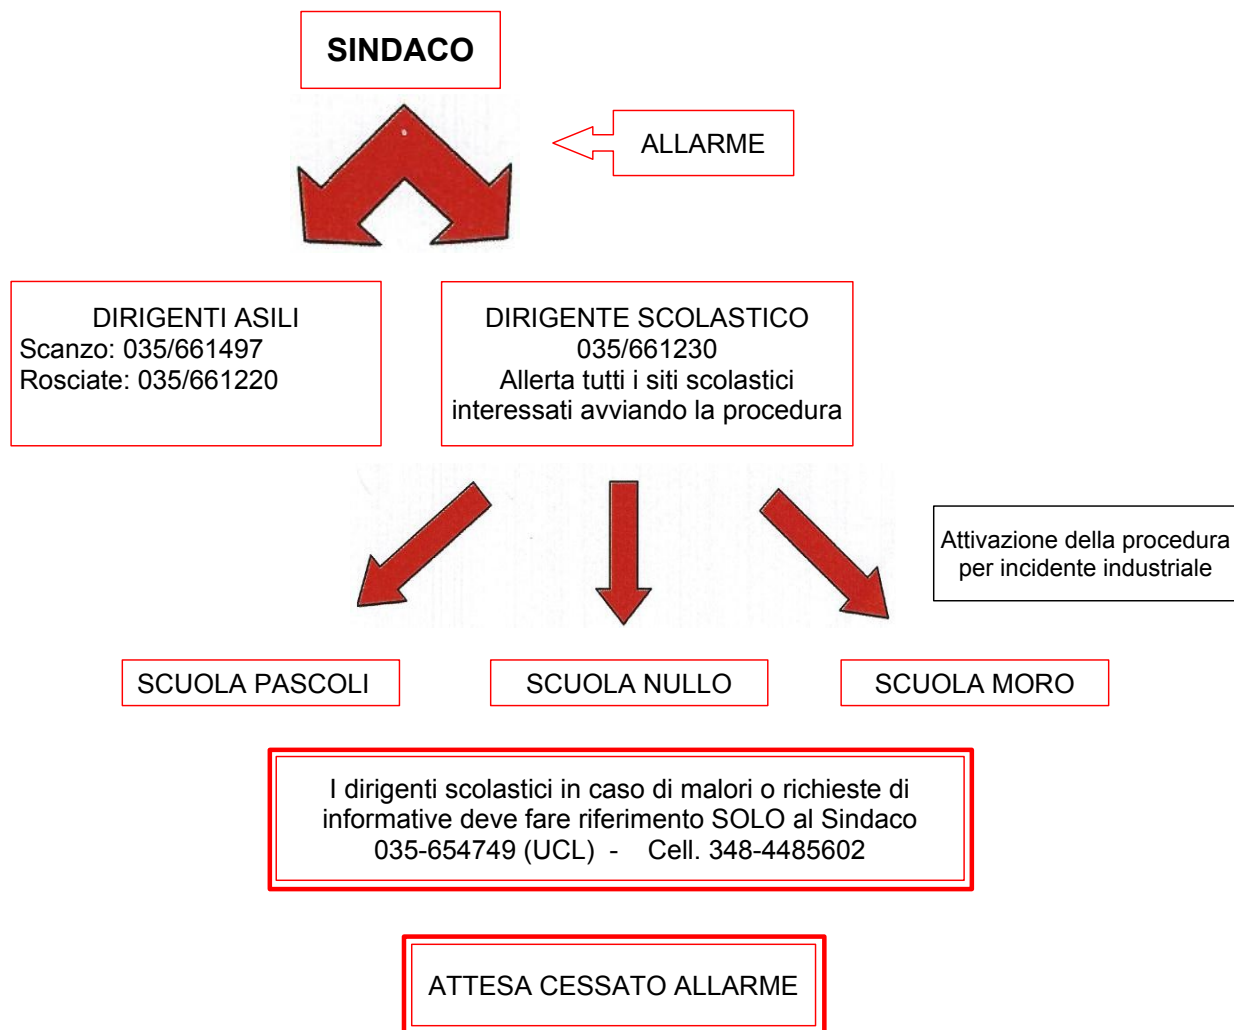 SINDACO
ALLARME
DIRIGENTI ASILI
Scanzo: 035/661497
Rosciate: 035/661220
DIRIGENTE SCOLASTICO
035/661230
Allerta tutti i siti scolastici
interessati avviando la procedura
Attivazione della procedura
per incidente industriale
SCUOLA PASCOLI
SCUOLA NULLO
SCUOLA MORO
I dirigenti scolastici in caso di malori o richieste di
informative deve fare riferimento SOLO al Sindaco
035-654749 (UCL) - Cell. 348-4485602
ATTESA CESSATO ALLARME